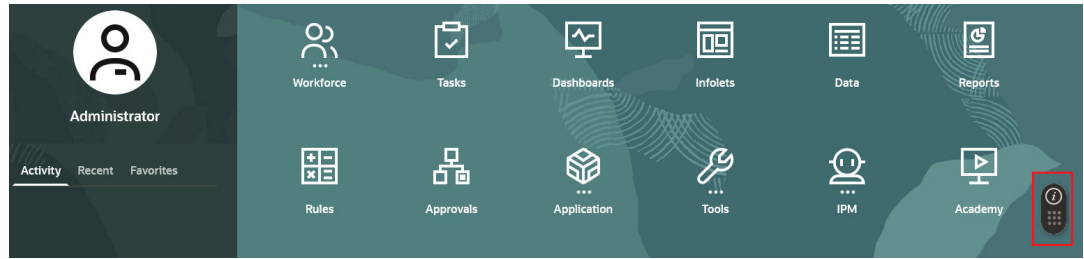 Administrator
Activity Recent Favorites
Workforce Tasks Dashboards Infolets Data Reports
Rules Approvals Application Tools IPM Academy